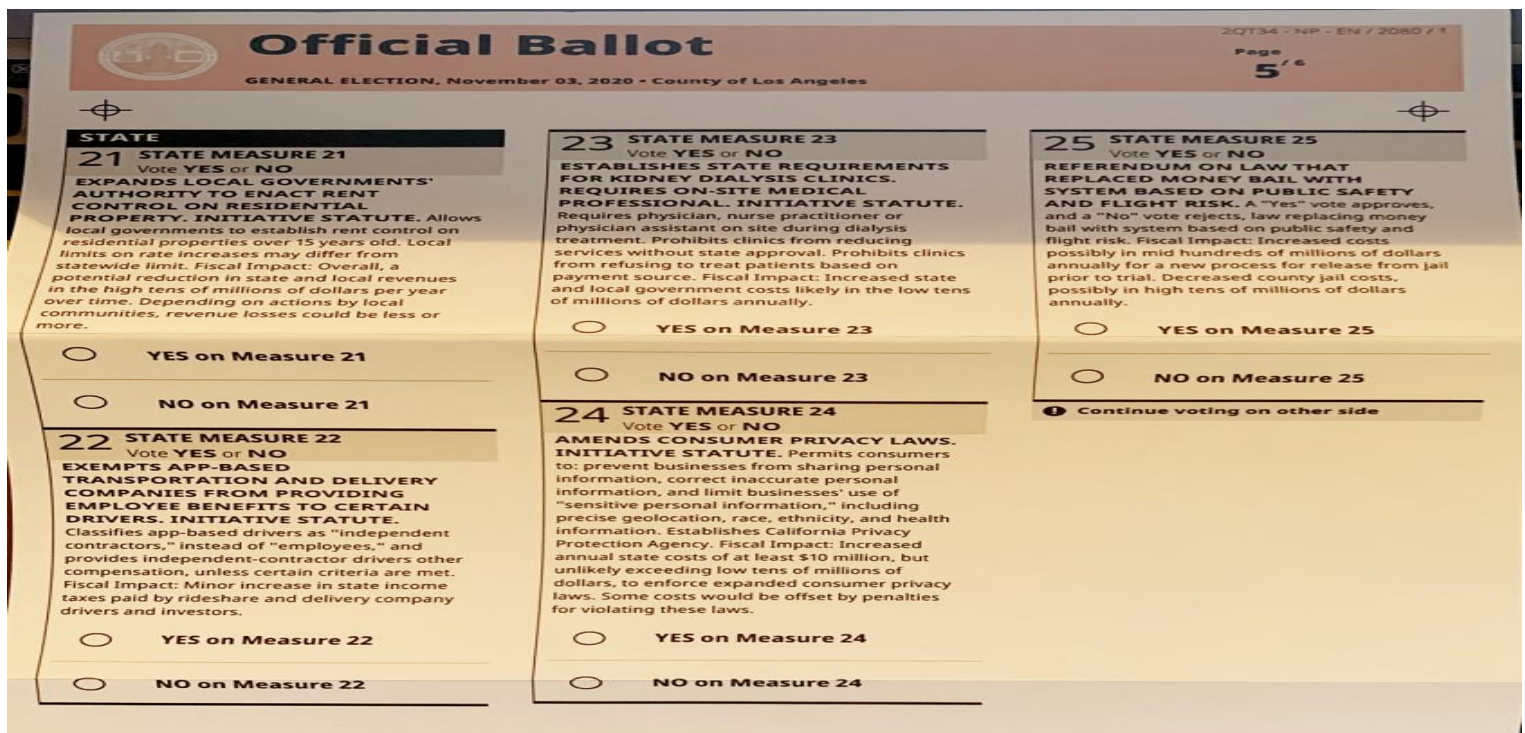 Official Ballot
GENERAL ELECTION, November 03, 2020 • County of Los Angeles
2QT34 - NP - EN / 2080 / 1
Page
5/6
STATE
21 STATE MEASURE 21
Vote YES or NO
EXPANDS LOCAL GOVERNMENTS'
AUTHORITY TO ENACT RENT
CONTROL ON RESIDENTIAL
PROPERTY. INITIATIVE STATUTE. Allows
local governments to establish rent control on
residential properties over 15 years old. Local
limits on rate increases may differ from
statewide limit. Fiscal Impact: Overall, a
potential reduction in state and local revenues
in the high tens of millions of dollars per year
over time. Depending on actions by local
communities, revenue losses could be less or
more.
YES on Measure 21
NO on Measure 21
22 STATE MEASURE 22
Vote YES or NO
EXEMPTS APP-BASED
TRANSPORTATION AND DELIVERY
COMPANIES FROM PROVIDING
EMPLOYEE BENEFITS TO CERTAIN
DRIVERS. INITIATIVE STATUTE.
Classifies app-based drivers as "independent
contractors," instead of "employees," and
provides independent-contractor drivers other
compensation, unless certain criteria are met.
Fiscal Impact: Minor increase in state income
taxes paid by rideshare and delivery company
drivers and investors.
YES on Measure 22
NO on Measure 22
23 STATE MEASURE 23
Vote YES or NO
ESTABLISHES STATE REQUIREMENTS
FOR KIDNEY DIALYSIS CLINICS.
REQUIRES ON-SITE MEDICAL
PROFESSIONAL. INITIATIVE STATUTE.
Requires physician, nurse practitioner or
physician assistant on site during dialysis
treatment. Prohibits clinics from reducing
services without state approval. Prohibits clinics
from refusing to treat patients based on
payment source. Fiscal Impact: Increased state
and local government costs likely in the low tens
of millions of dollars annually.
YES on Measure 23
NO on Measure 23
24 STATE MEASURE 24
Vote YES or NO
AMENDS CONSUMER PRIVACY LAWS.
INITIATIVE STATUTE. Permits consumers
to: prevent businesses from sharing personal
information, correct inaccurate personal
information, and limit businesses' use of
"sensitive personal information," including
precise geolocation, race, ethnicity, and health
information. Establishes California Privacy
Protection Agency. Fiscal Impact: Increased
annual state costs of at least $10 million, but
unlikely exceeding low tens of millions of
dollars, to enforce expanded consumer privacy
laws. Some costs would be offset by penalties
for violating these laws.
YES on Measure 24
NO on Measure 24
25 STATE MEASURE 25
Vote YES or NO
REFERENDUM ON LAW THAT
REPLACED MONEY BAIL WITH
SYSTEM BASED ON PUBLIC SAFETY
AND FLIGHT RISK. A "Yes" vote approves,
and a "No" vote rejects, law replacing money
bail with system based on public safety and
flight risk. Fiscal Impact: Increased costs
possibly in mid hundreds of millions of dollars
annually for a new process for release from jail
prior to trial. Decreased county jail costs,
possibly in high tens of millions of dollars
annually.
YES on Measure 25
NO on Measure 25
Continue voting on other side